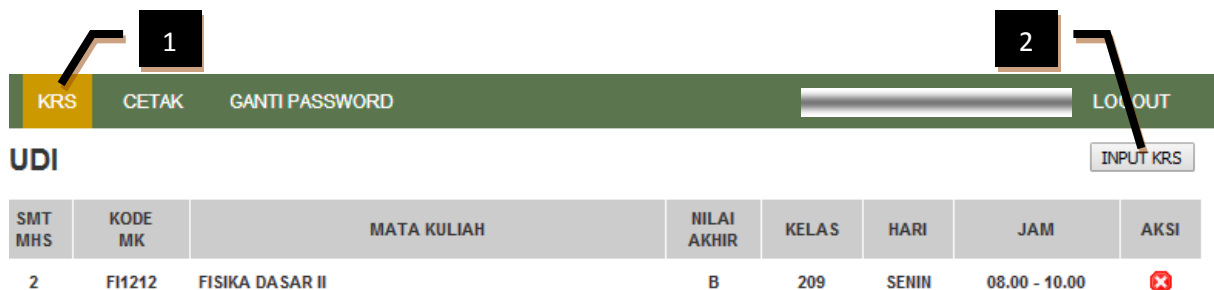 1 2
KRS CETAK GANTI PASSWORD LOGOUT
UDI INPUT KRS
SMT MHS KODE MK MATA KULIAH NILAI AKHIR KELAS HARI JAM AKSI
2 FI1212 FISIKA DASAR II B 209 SENIN 08.00 - 10.00